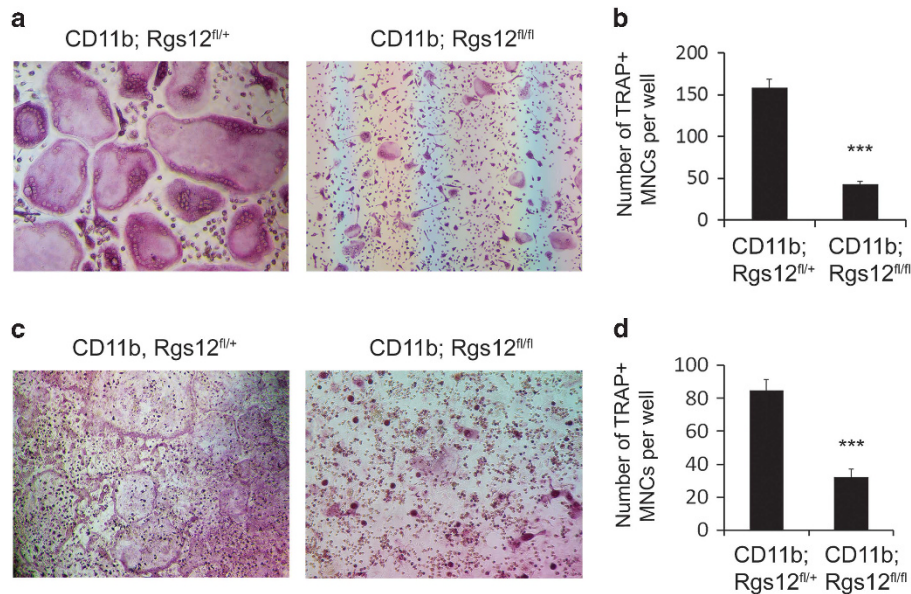 a
CD11b; Rgs12fl/+
CD11b; Rgs12fl/fl
b
Number of TRAP+
MNCs per well
200
150
100
50
0
***
CD11b;
Rgs12fl/+
CD11b;
Rgs12fl/fl
c
CD11b, Rgs12fl/+
CD11b; Rgs12fl/fl
d
Number of TRAP+
MNCs per well
100
80
60
40
20
0
***
CD11b;
Rgs12fl/+
CD11b;
Rgs12fl/fl